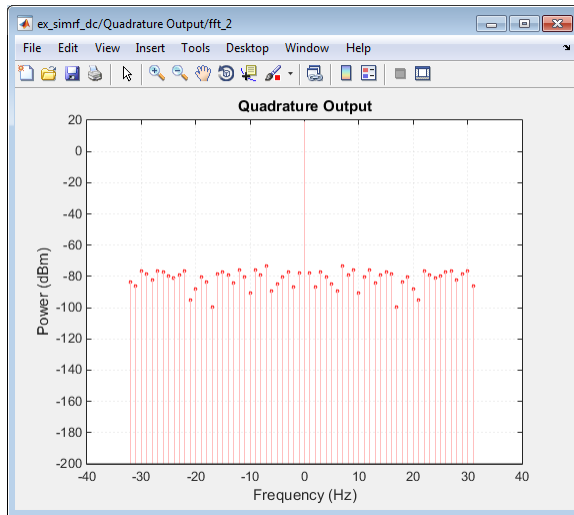 ex_simrf_dc/Quadrature Output/fft_2
File Edit View Insert Tools Desktop Window Help
Quadrature Output
20
0
-20
-40
-60
-80
-100
-120
-140
-160
-180
-200
Power (dBm)
-40 -30 -20 -10 0 10 20 30 40
Frequency (Hz)